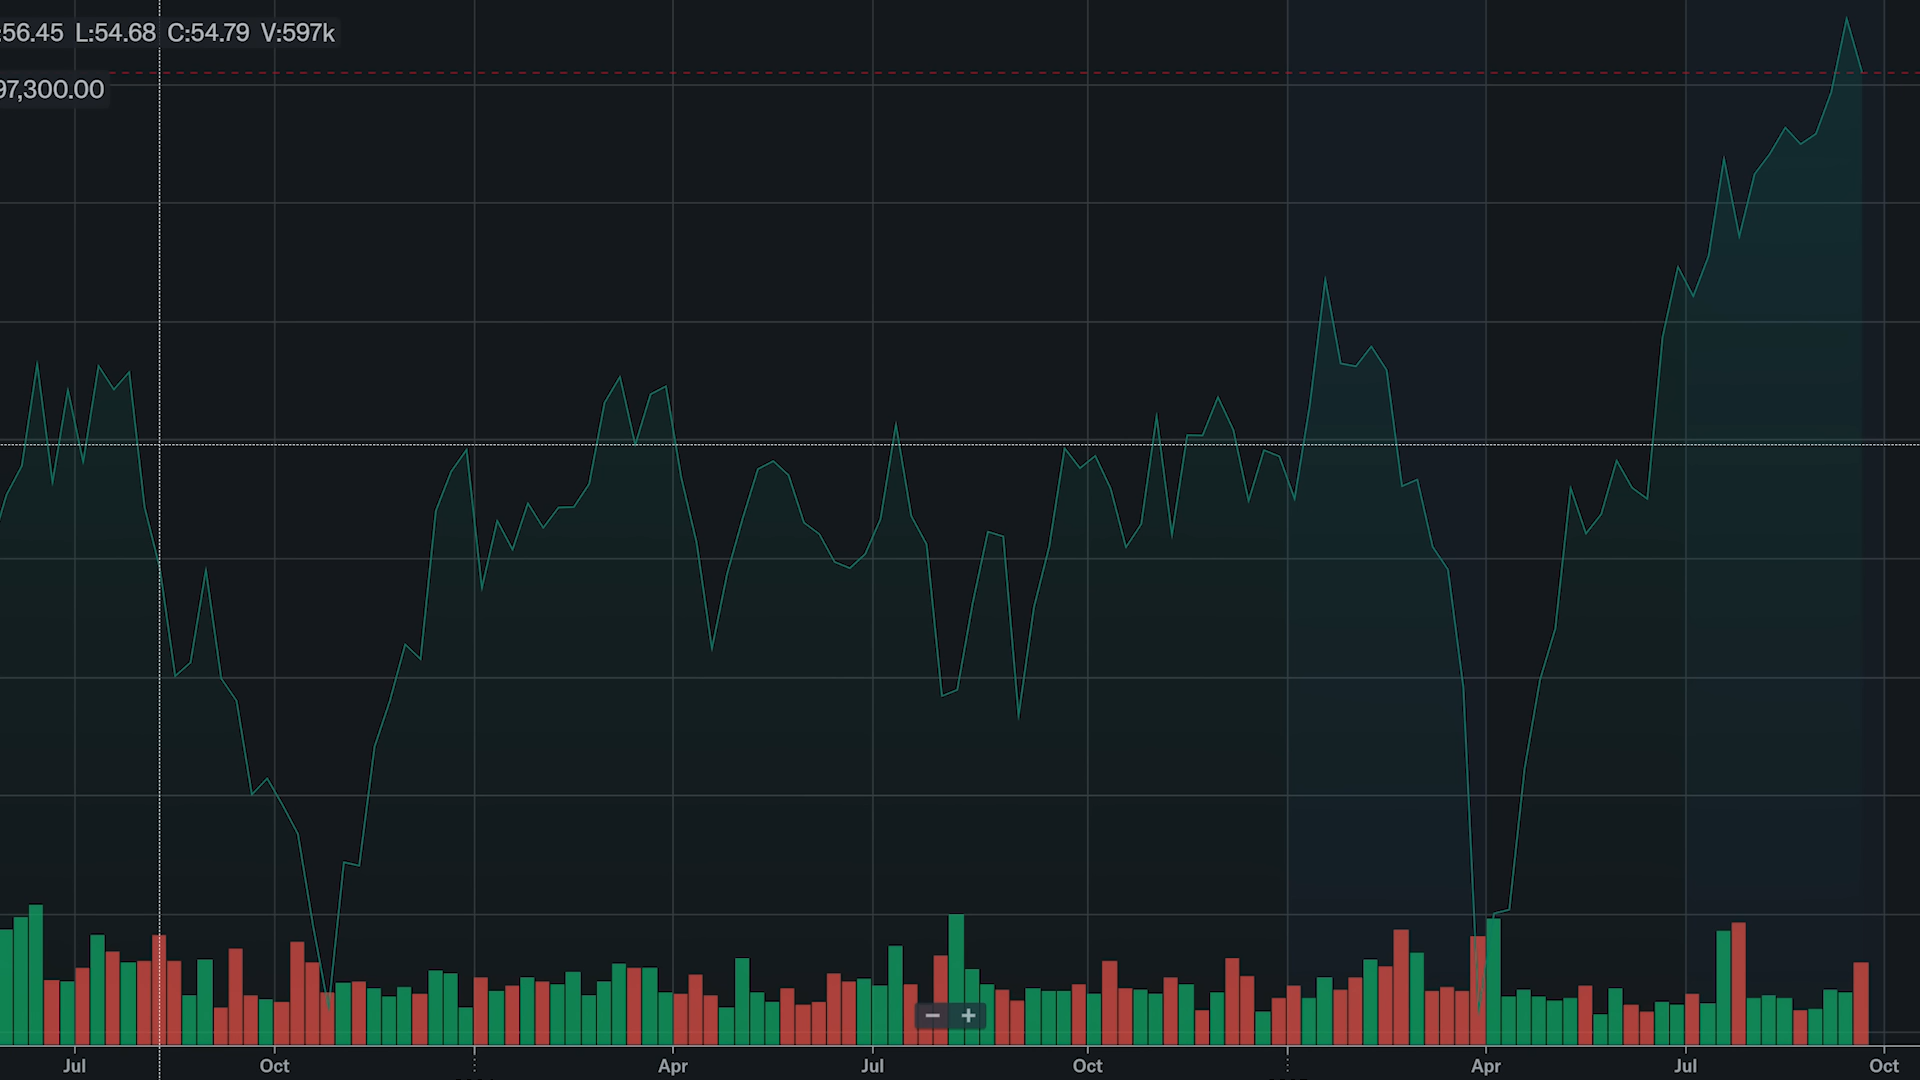 :56.45 L:54.68 C:54.79 V:597k
97,300.00
− +
Jul Oct Apr Jul Oct Apr Jul Oct